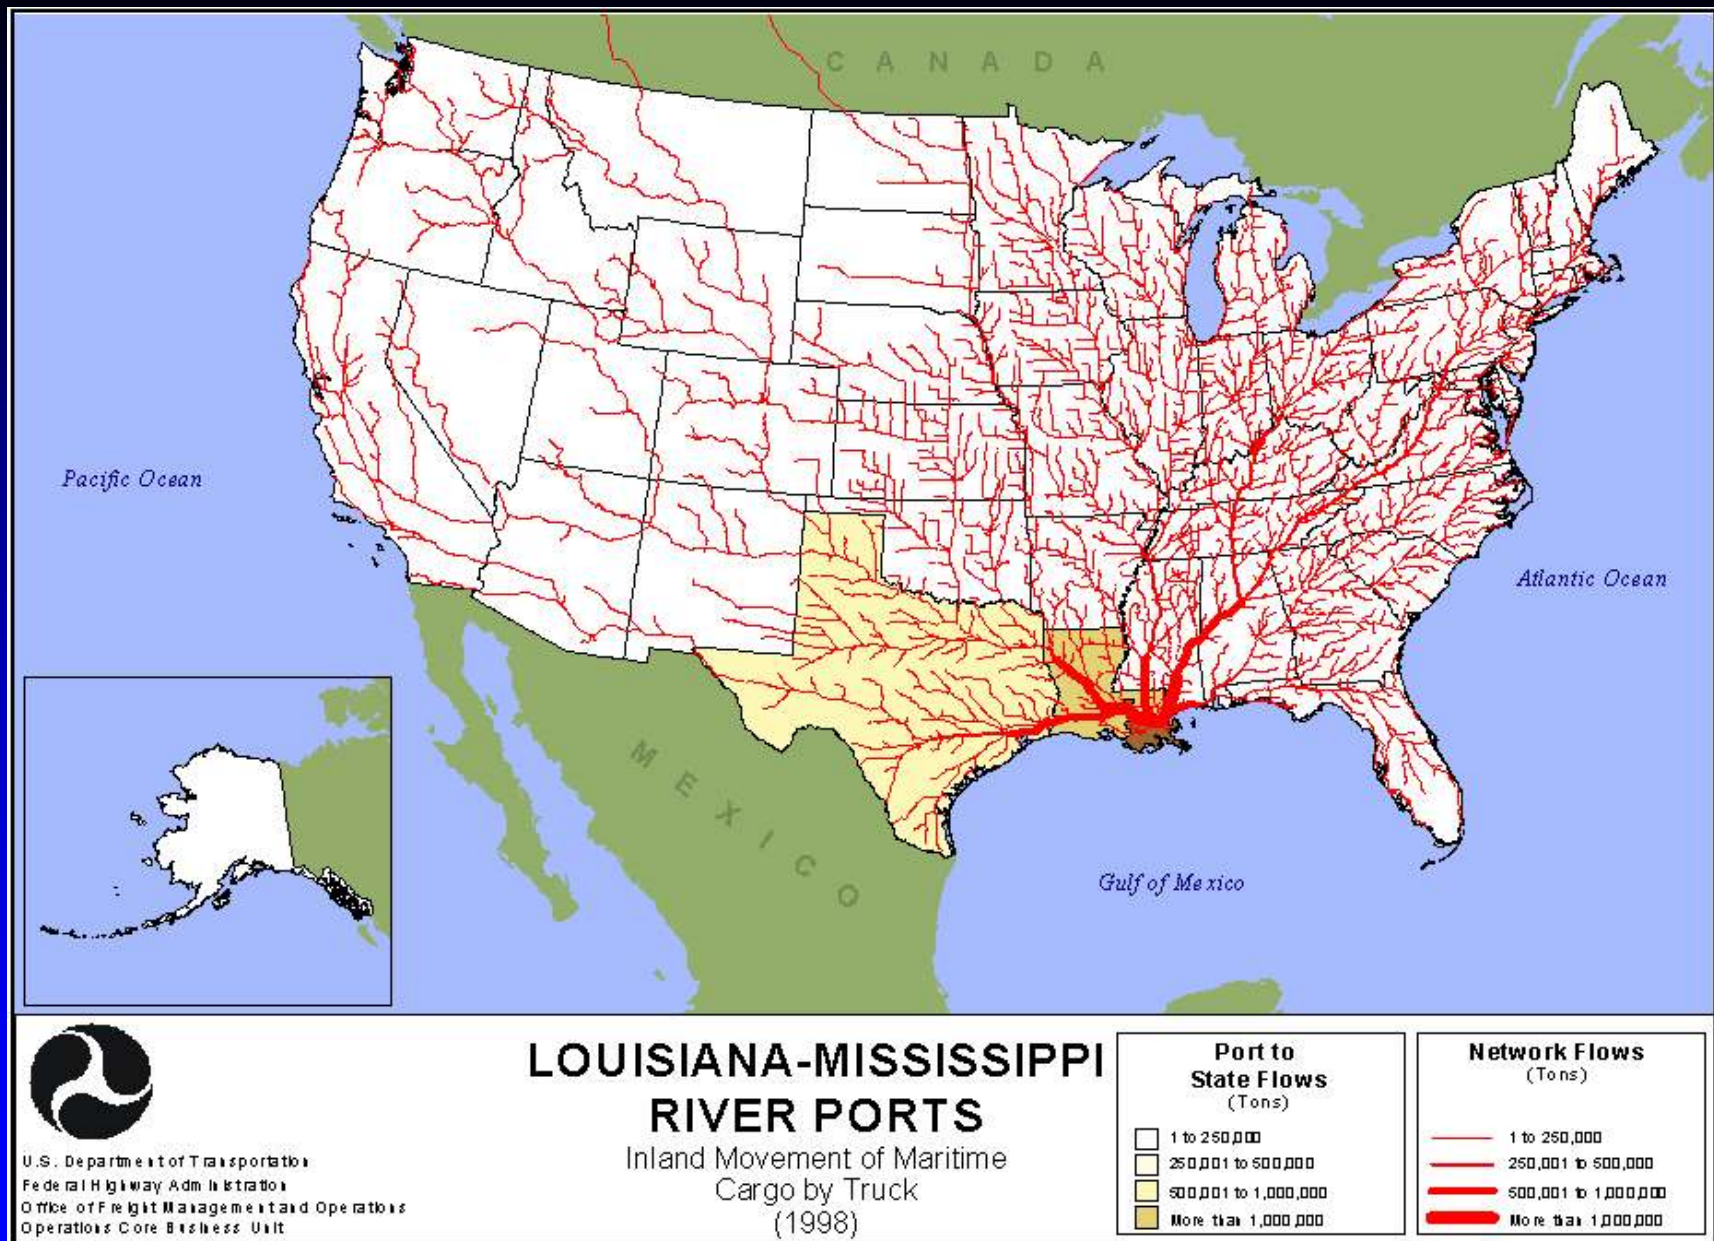 CANADA
Pacific Ocean
Atlantic Ocean
MEXICO
Gulf of Mexico
LOUISIANA-MISSISSIPPI
RIVER PORTS
Inland Movement of Maritime
Cargo by Truck
(1998)
U.S. Department of Transportation
Federal Highway Administration
Office of Freight Management and Operations
Operations Core Business Unit
Port to
State Flows
(Tons)
1 to 250,000
250,001 to 500,000
500,001 to 1,000,000
More than 1,000,000
Network Flows
(Tons)
1 to 250,000
250,001 to 500,000
500,001 to 1,000,000
More than 1,000,000